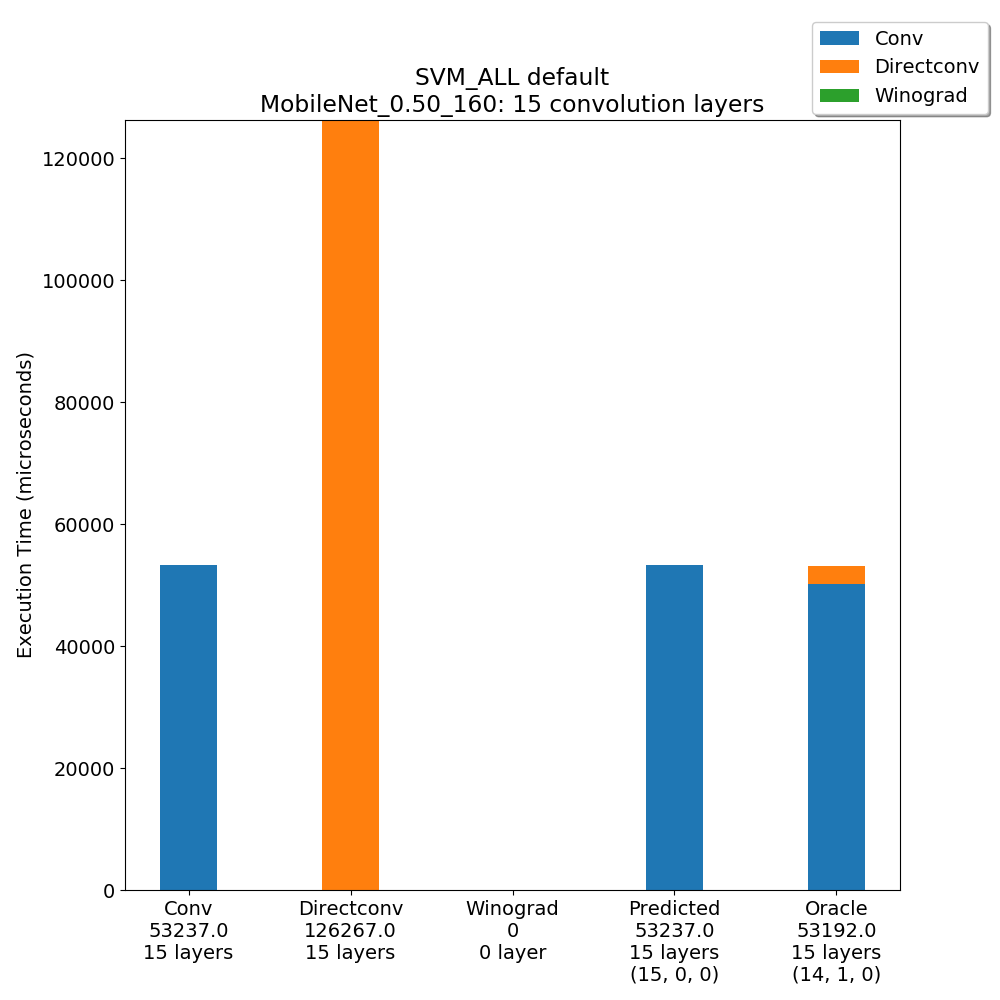 Conv
Directconv
Winograd
SVM_ALL default
MobileNet_0.50_160: 15 convolution layers
Execution Time (microseconds)
120000
100000
80000
60000
40000
20000
0
Conv
53237.0
15 layers
Directconv
126267.0
15 layers
Winograd
0
0 layer
Predicted
53237.0
15 layers
(15, 0, 0)
Oracle
53192.0
15 layers
(14, 1, 0)